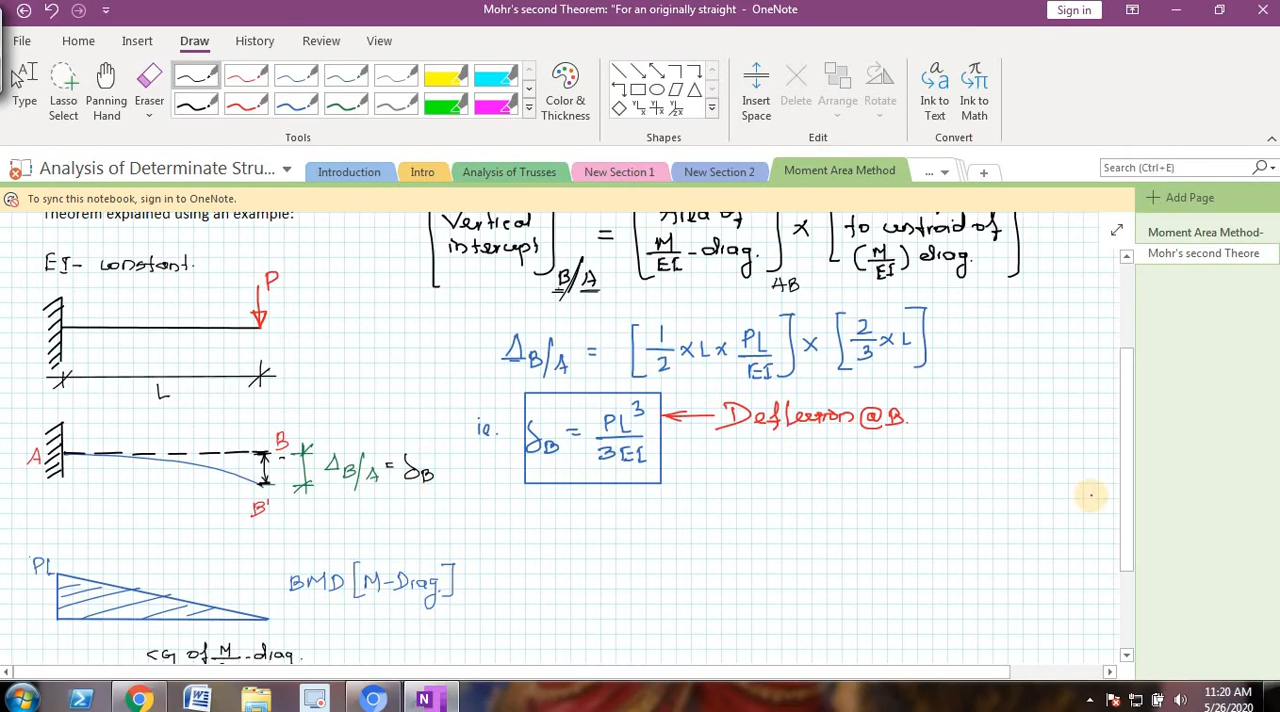 Mohr's second Theorem: "For an originally straight" - OneNote
Sign in
File Home Insert Draw History Review View
Type
Lasso Select
Panning Hand
Eraser
Color & Thickness
Insert Space
Delete
Arrange
Rotate
Ink to Text
Ink to Math
Tools
Shapes
Edit
Convert
Analysis of Determinate Stru...
Introduction
Intro
Analysis of Trusses
New Section 1
New Section 2
Moment Area Method
...
Search (Ctrl+E)
To sync this notebook, sign in to OneNote.
Add Page
Moment Area Method-
Mohr's second Theore
Theorem explained using an example:
EI- constant.
P
L
A
B
B'
Δ B/A = δB
PL
BMD [M-Diag.]
CG of M diag.
[Vertical intercept] B/A = [Area of M/EI - diag.] AB × [to centroid of (M/EI) diag.]
Δ B/A = [1/2 × L × PL/EI] × [2/3 × L]
ie. δB = PL³/3EI
Deflection @ B.
11:20 AM
5/26/2020